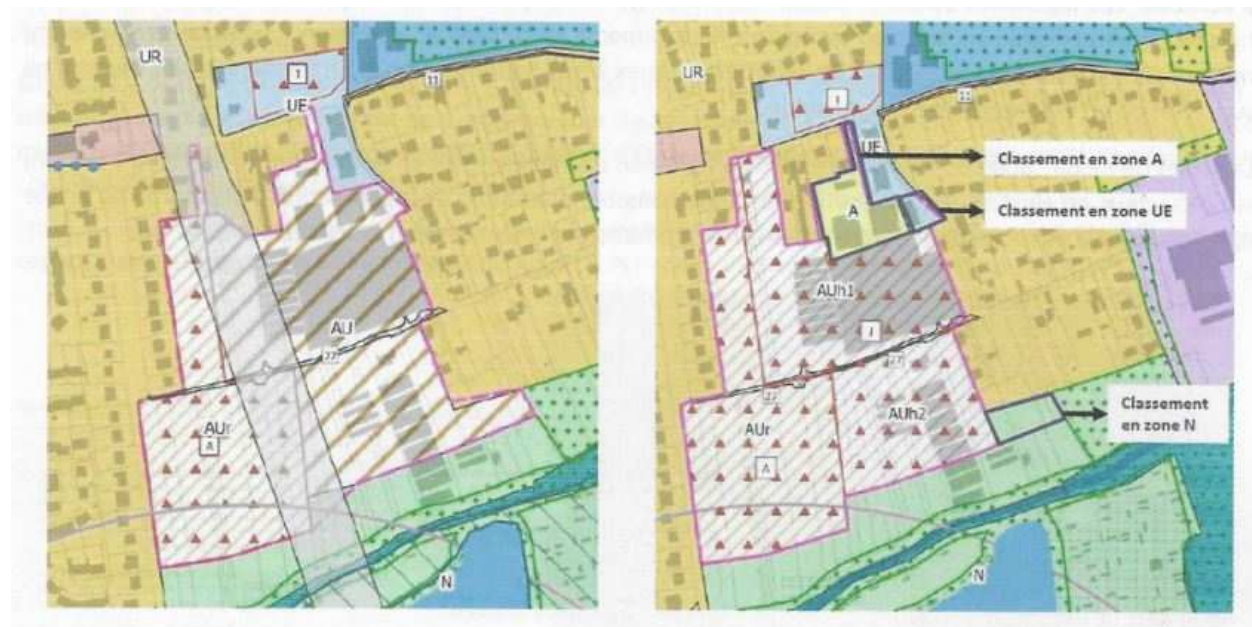 UR
1
UE
11
AU
27
AUr
A
N
UR
1
11
UE
Classement en zone A
A
Classement en zone UE
AUh1
J
27
27
Classement
en zone N
AUh2
AUr
A
N